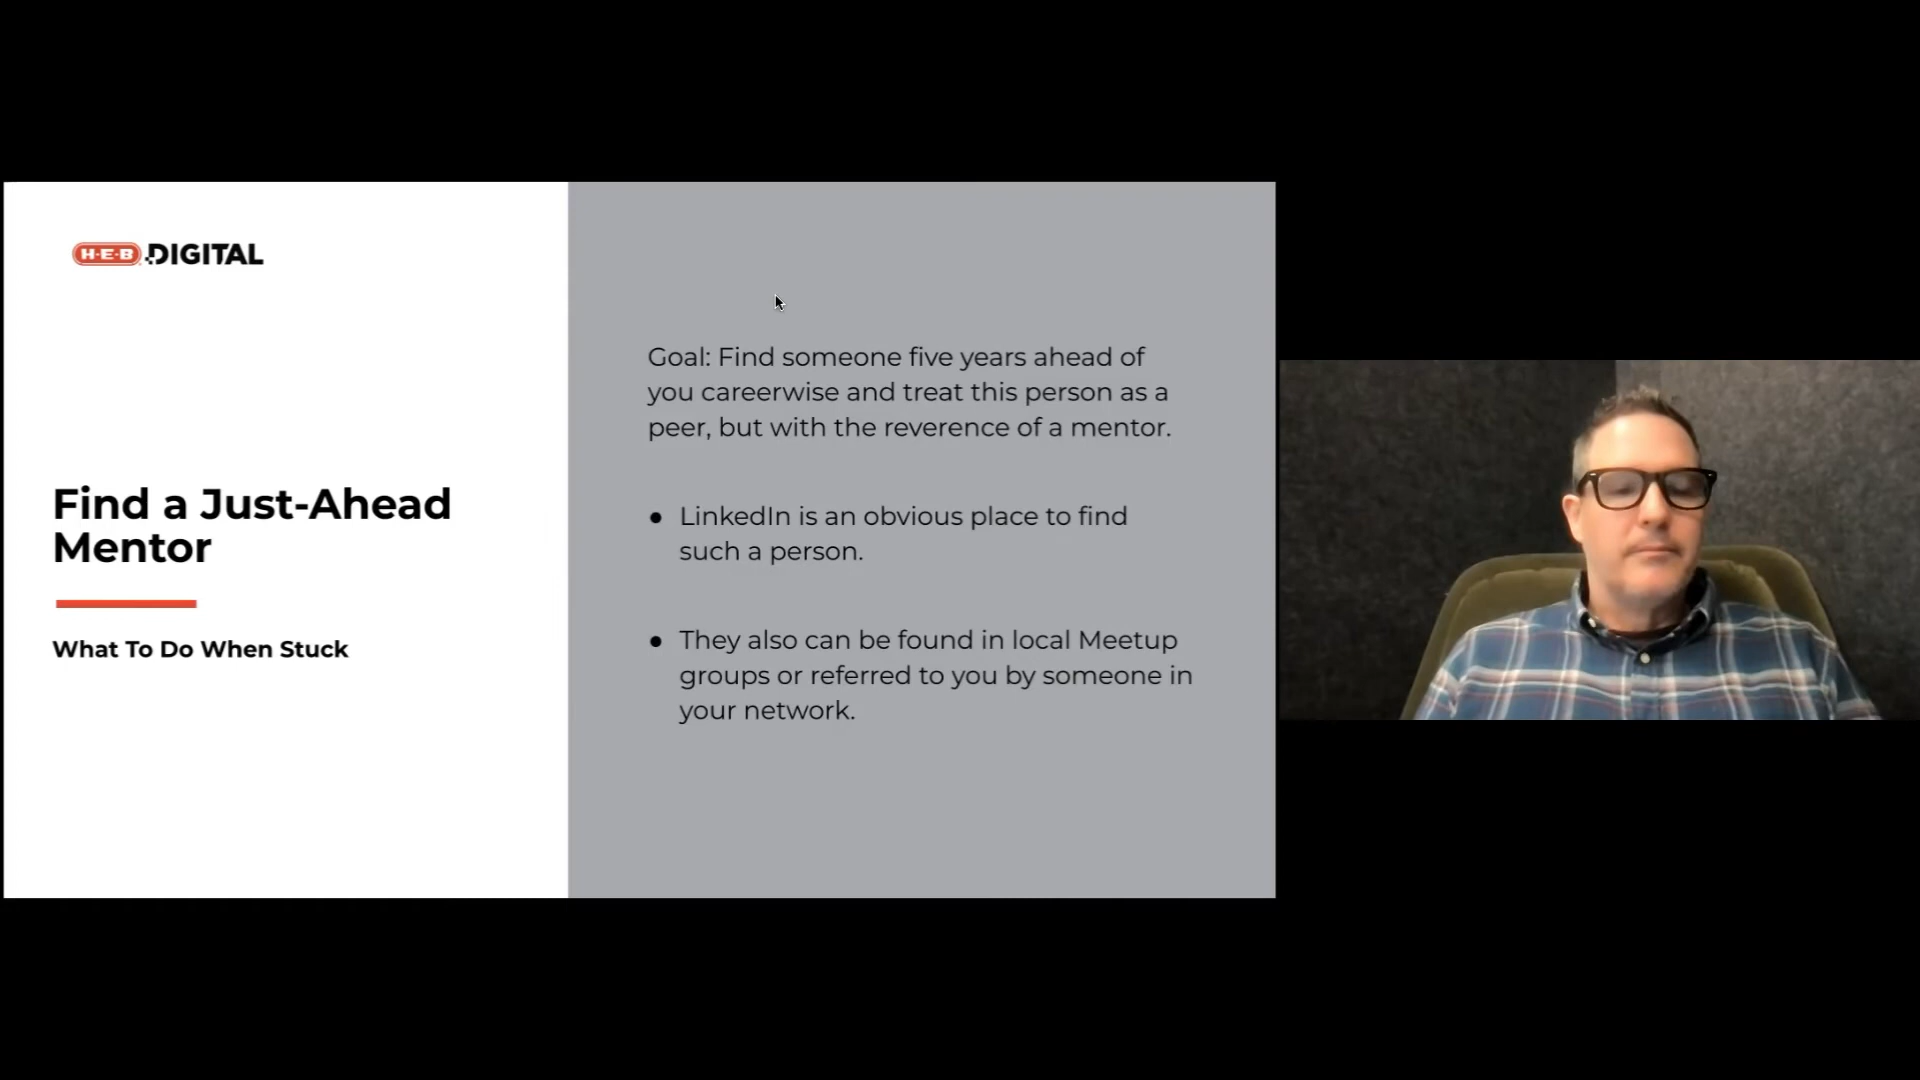 H-E-B DIGITAL
Find a Just-Ahead
Mentor
What To Do When Stuck
Goal: Find someone five years ahead of
you careerwise and treat this person as a
peer, but with the reverence of a mentor.
● LinkedIn is an obvious place to find
such a person.
● They also can be found in local Meetup
groups or referred to you by someone in
your network.